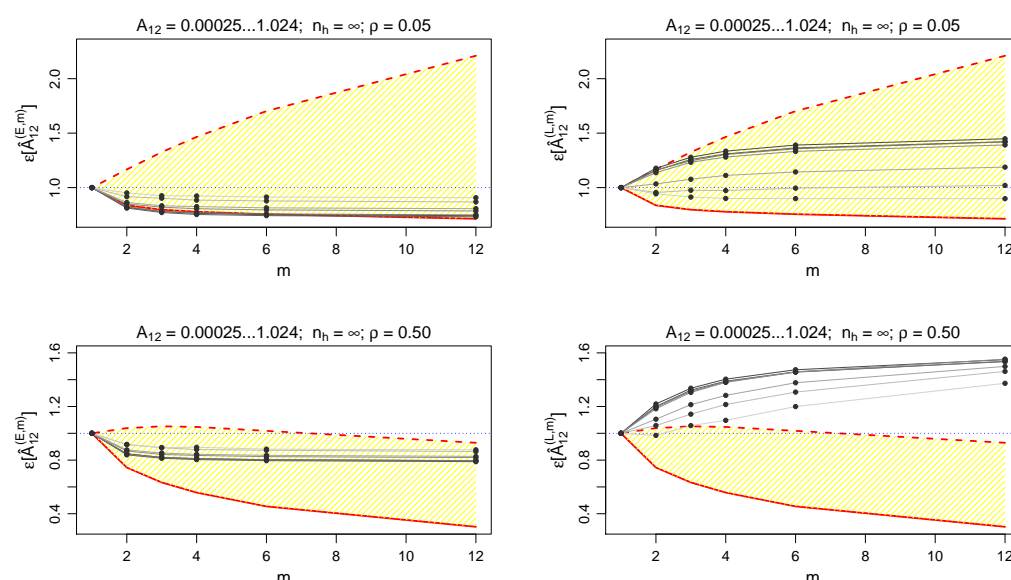 A₁₂ = 0.00025...1.024; nₕ = ∞; ρ = 0.05
ε[Â₁₂^(E,m)]
2.0
1.5
1.0
2 4 6 8 10 12
m
A₁₂ = 0.00025...1.024; nₕ = ∞; ρ = 0.05
ε[Â₁₂^(L,m)]
2.0
1.5
1.0
2 4 6 8 10 12
m
A₁₂ = 0.00025...1.024; nₕ = ∞; ρ = 0.50
ε[Â₁₂^(E,m)]
1.6
1.2
0.8
0.4
2 4 6 8 10 12
m
A₁₂ = 0.00025...1.024; nₕ = ∞; ρ = 0.50
ε[Â₁₂^(L,m)]
1.6
1.2
0.8
0.4
2 4 6 8 10 12
m